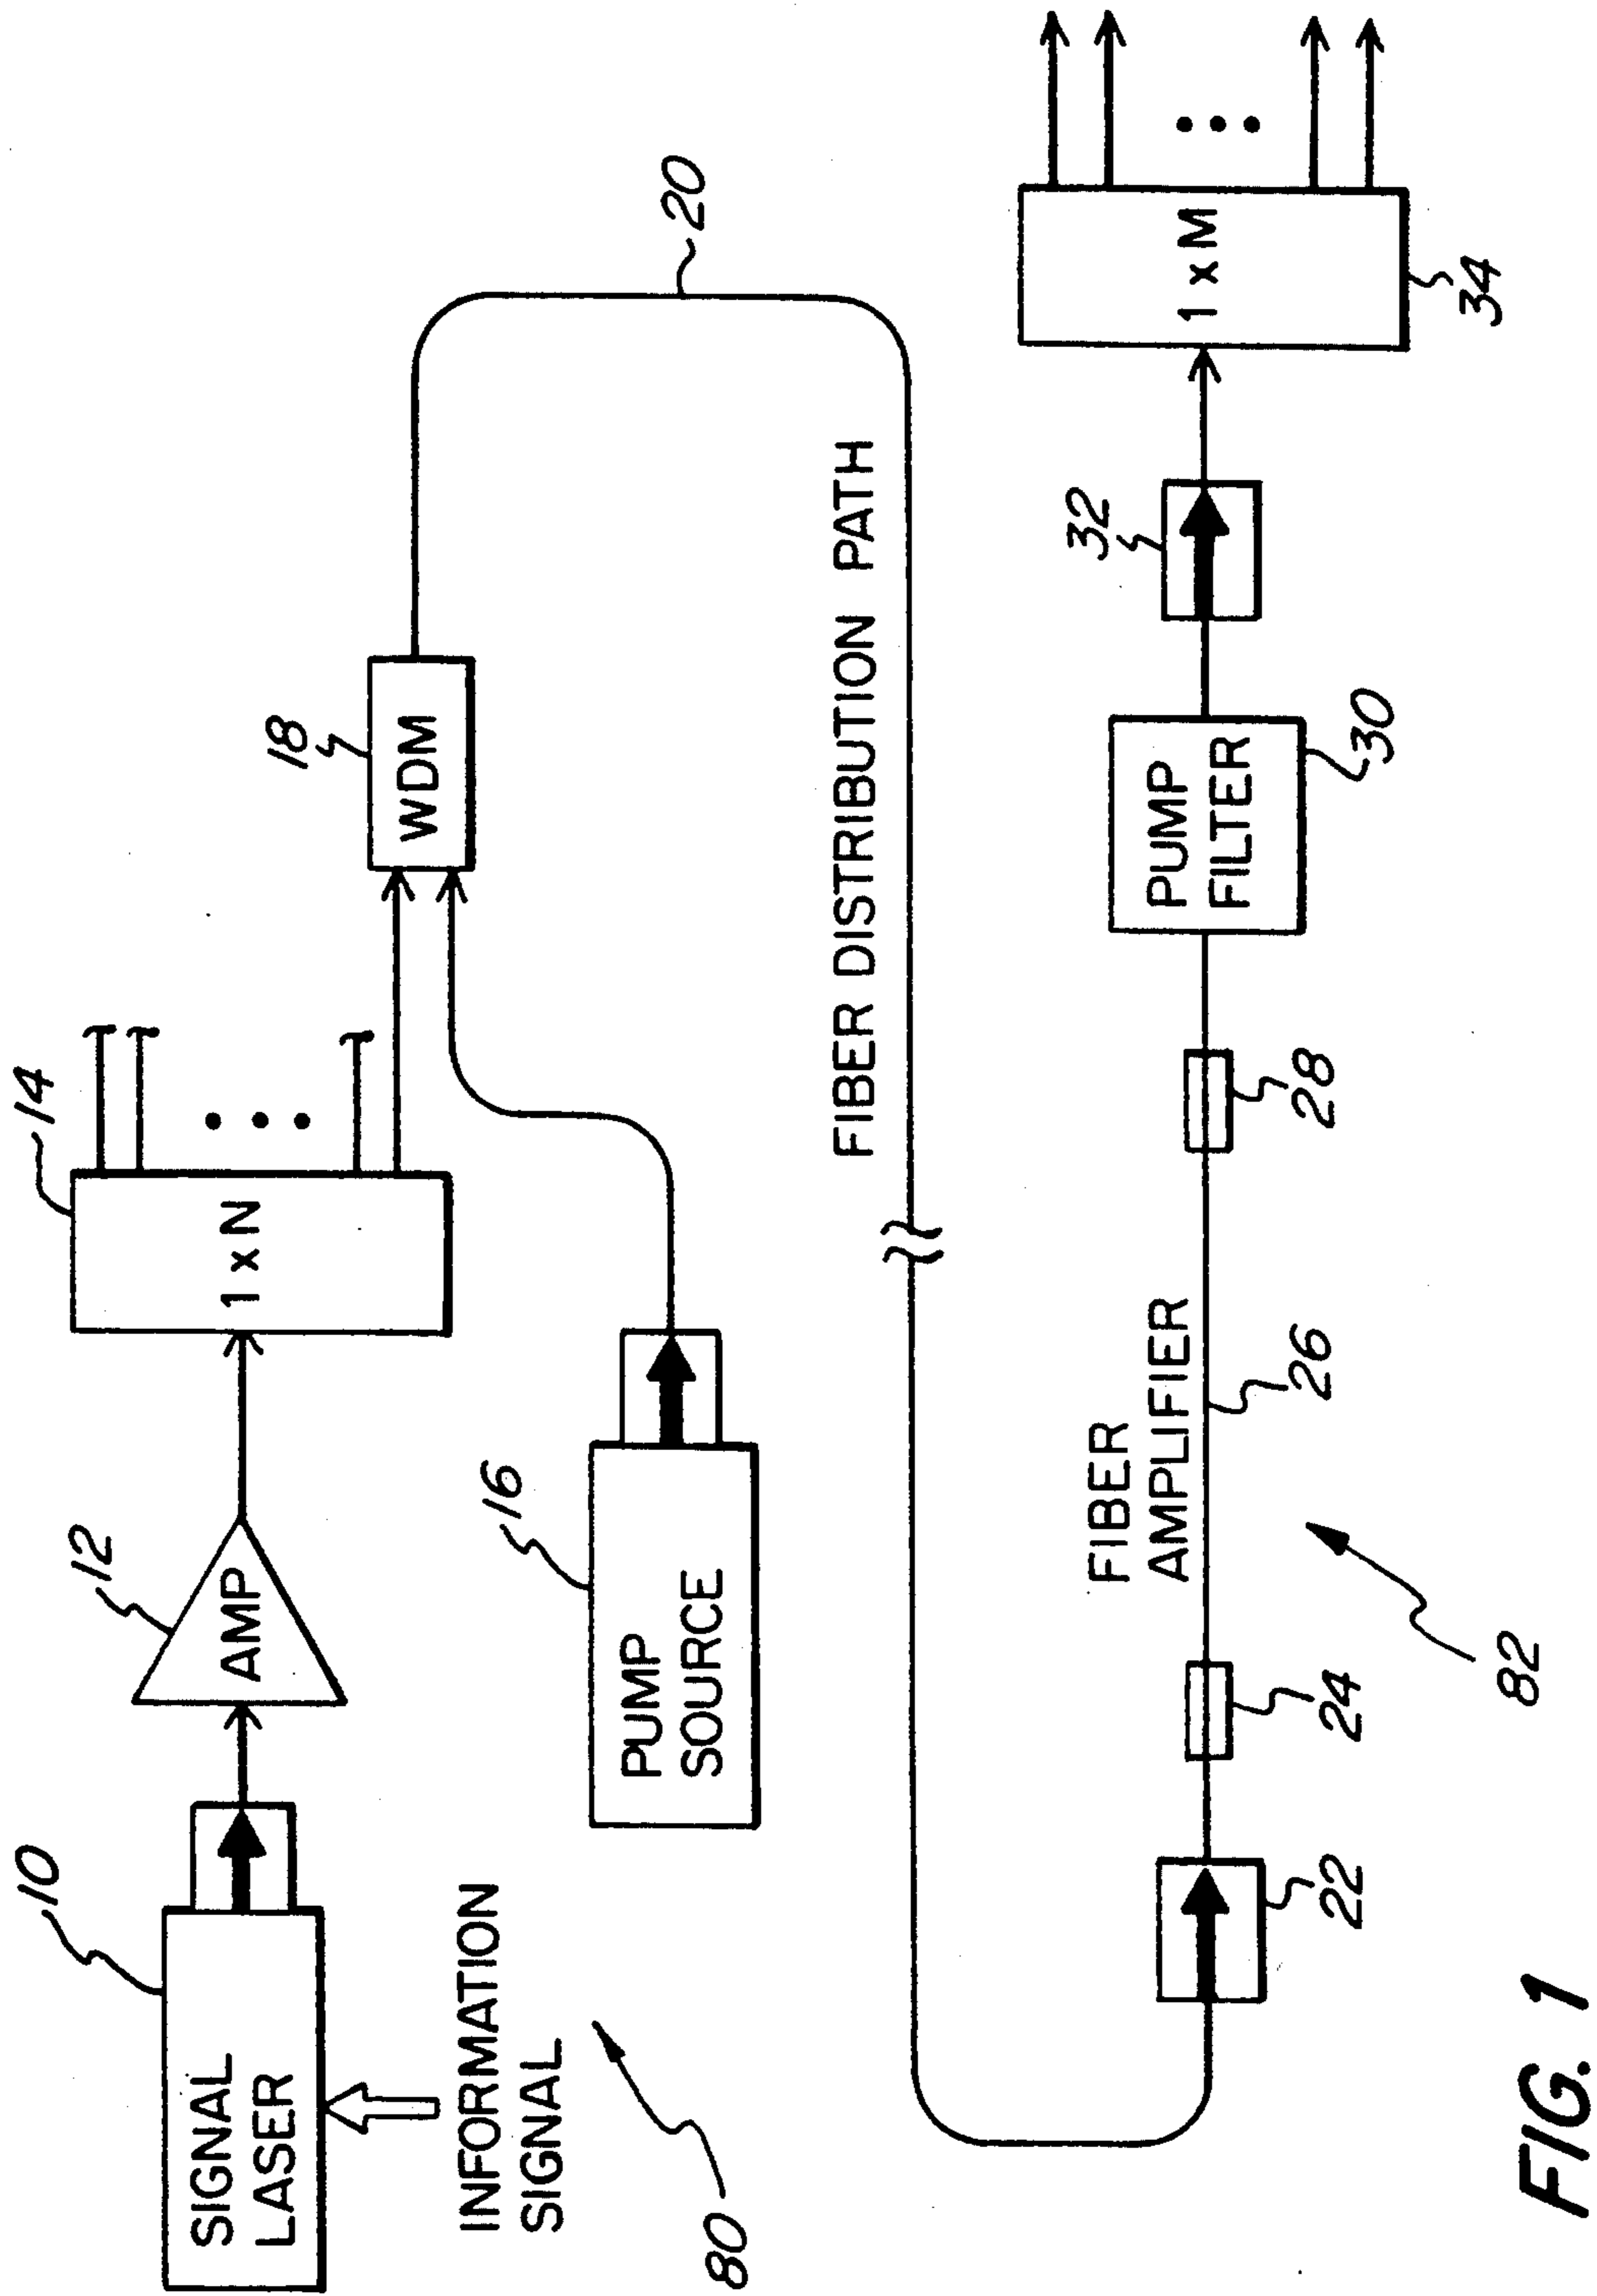 10
SIGNAL
LASER
INFORMATION
SIGNAL
80
12
AMP
14
1 x N
• • •
16
PUMP
SOURCE
18
WDM
20
FIBER DISTRIBUTION PATH
22
24
FIBER
AMPLIFIER
26
82
28
PUMP
FILTER
30
32
1 x M
34
• • •
FIG. 1